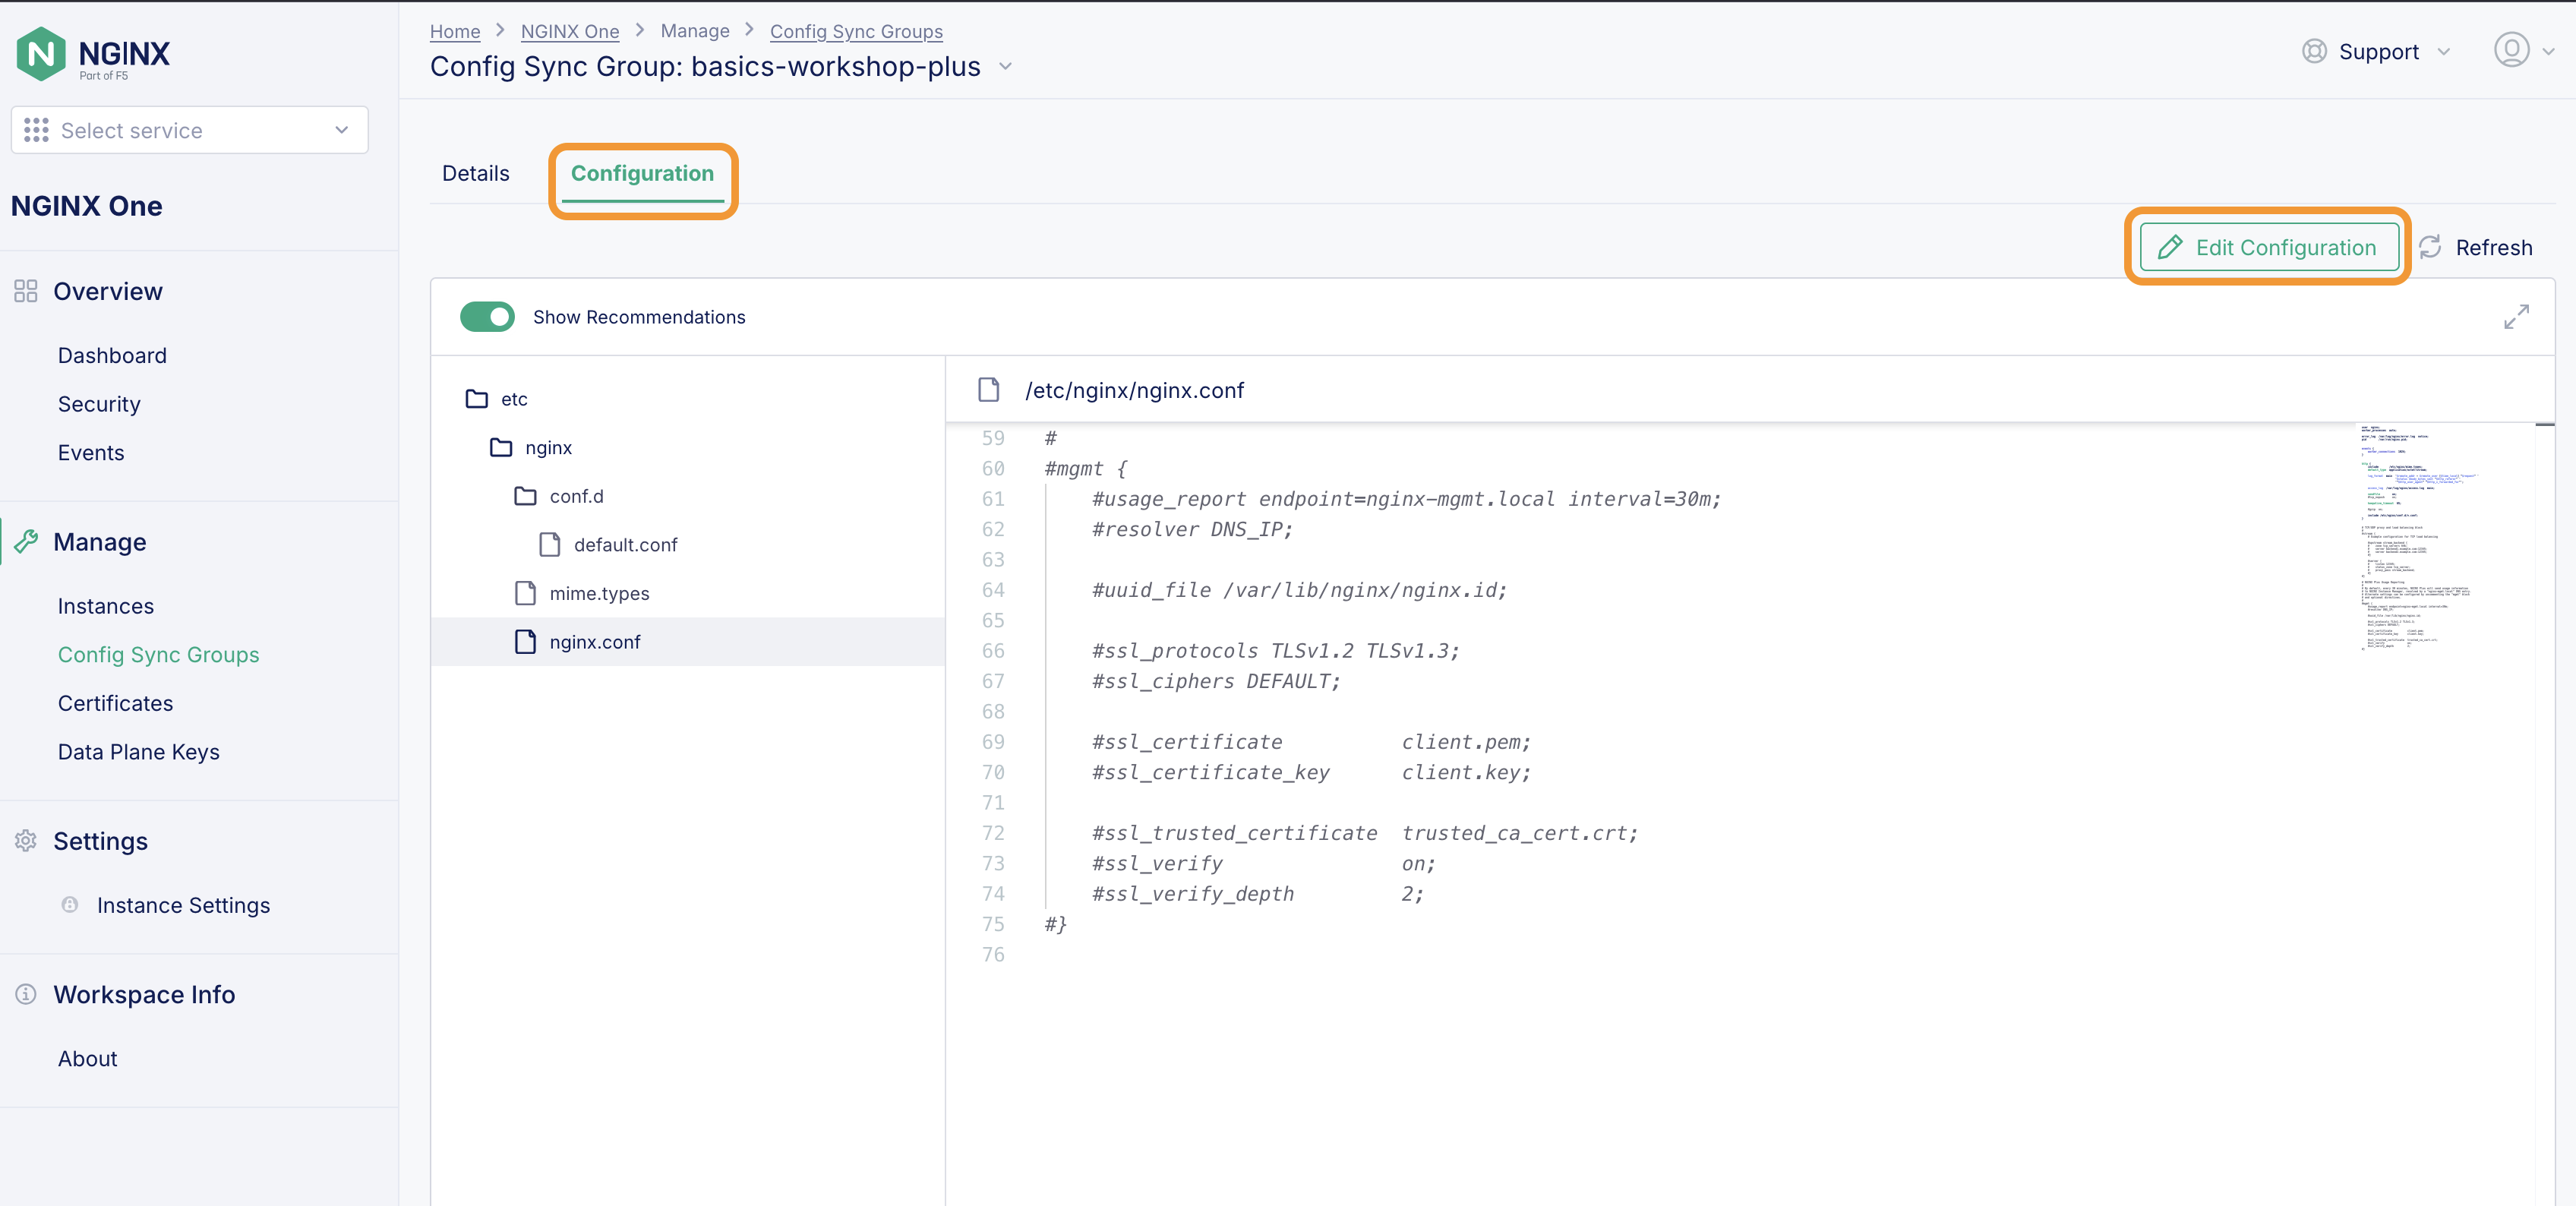 NGINX
Part of F5
Select service
NGINX One
Overview
Dashboard
Security
Events
Manage
Instances
Config Sync Groups
Certificates
Data Plane Keys
Settings
Instance Settings
Workspace Info
About
Home > NGINX One > Manage > Config Sync Groups
Config Sync Group: basics-workshop-plus
Support
Details Configuration
Edit Configuration Refresh
Show Recommendations
etc
nginx
conf.d
default.conf
mime.types
nginx.conf
/etc/nginx/nginx.conf
59 #
60 #mgmt {
61 #usage_report endpoint=nginx-mgmt.local interval=30m;
62 #resolver DNS_IP;
63
64 #uuid_file /var/lib/nginx/nginx.id;
65
66 #ssl_protocols TLSv1.2 TLSv1.3;
67 #ssl_ciphers DEFAULT;
68
69 #ssl_certificate client.pem;
70 #ssl_certificate_key client.key;
71
72 #ssl_trusted_certificate trusted_ca_cert.crt;
73 #ssl_verify on;
74 #ssl_verify_depth 2;
75 #}
76